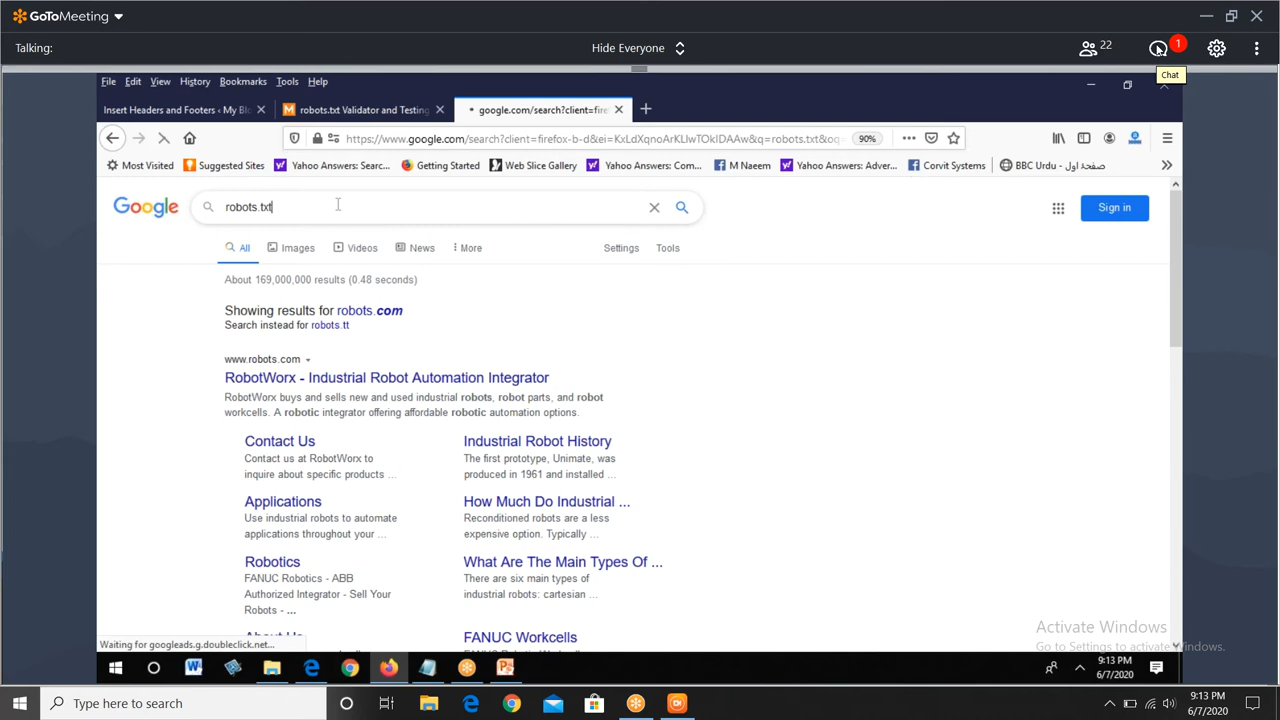 GoToMeeting
Talking:
Hide Everyone
22
1
Chat
File Edit View History Bookmarks Tools Help
Insert Headers and Footers ‹ My Blo
robots.txt Validator and Testing
google.com/search?client=firef
https://www.google.com/search?client=firefox-b-d&ei=KxLdXqnoArKLlwTOkIDAAw&q=robots.txt&oq=
90%
Most Visited
Suggested Sites
Yahoo Answers: Searc...
Getting Started
Web Slice Gallery
Yahoo Answers: Com...
M Naeem
Yahoo Answers: Adver...
Corvit Systems
BBC Urdu - صفحۂ اول
Google
robots.txt
Sign in
All Images Videos News More Settings Tools
About 169,000,000 results (0.48 seconds)
Showing results for robots.com
Search instead for robots.tt
www.robots.com
RobotWorx - Industrial Robot Automation Integrator
RobotWorx buys and sells new and used industrial robots, robot parts, and robot
workcells. A robotic integrator offering affordable robotic automation options.
Contact Us
Contact us at RobotWorx to
inquire about specific products ...
Industrial Robot History
The first prototype, Unimate, was
produced in 1961 and installed ...
Applications
Use industrial robots to automate
applications throughout your ...
How Much Do Industrial ...
Reconditioned robots are a less
expensive option. Typically ...
Robotics
FANUC Robotics - ABB
Authorized Integrator - Sell Your
Robots - ...
What Are The Main Types Of ...
There are six main types of
industrial robots: cartesian ...
About Us
FANUC Workcells
Waiting for googleads.g.doubleclick.net...
Activate Windows
Go to Settings to activate Windows.
9:13 PM
6/7/2020
Type here to search
9:13 PM
6/7/2020